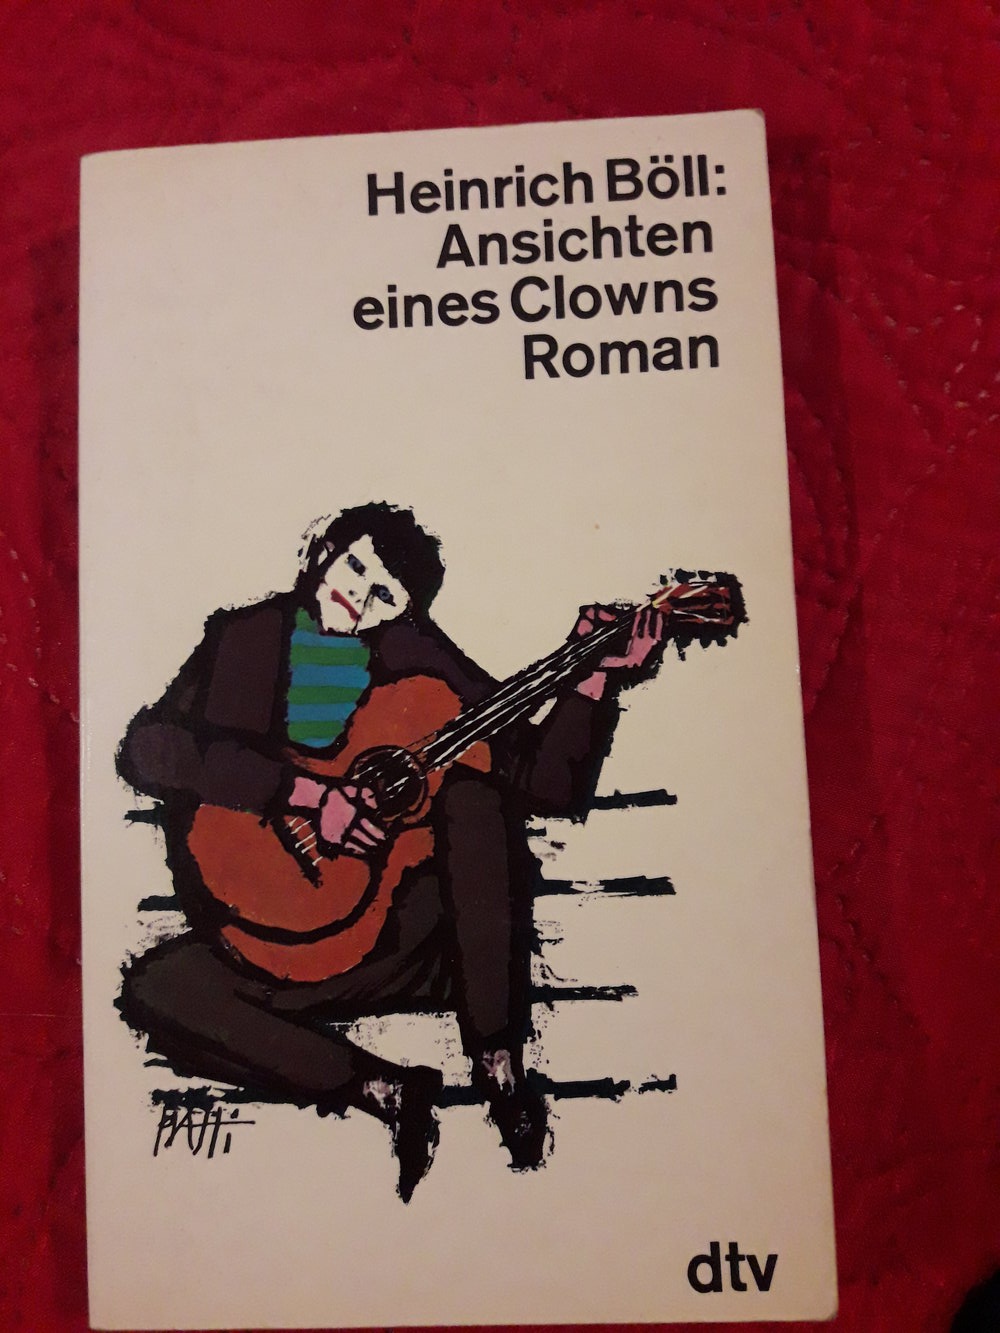 Heinrich Böll:
Ansichten
eines Clowns
Roman
dtv